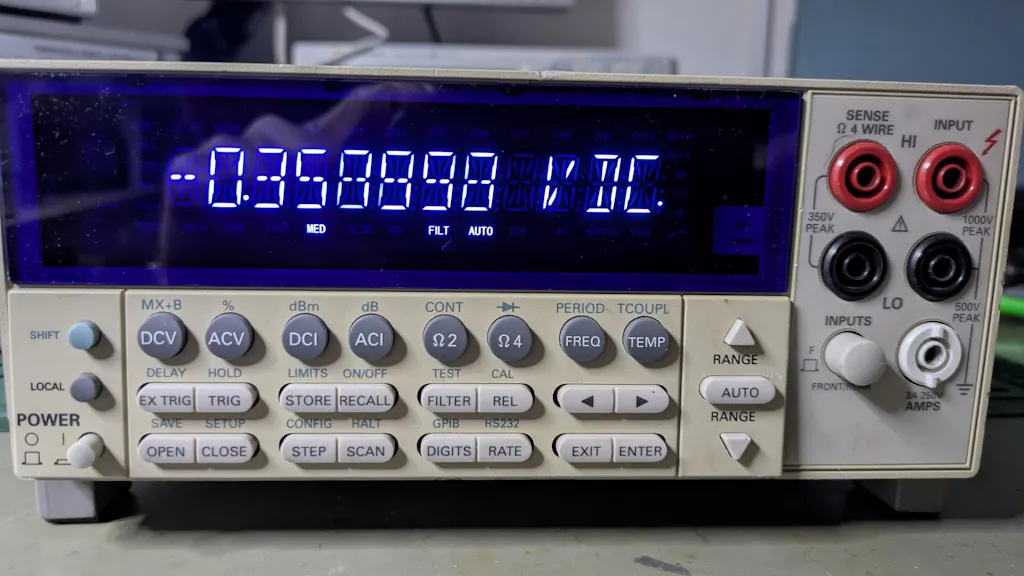 V DC.
MED FILT AUTO
SENSE
Ω 4 WIRE
HI
INPUT
350V
PEAK
1000V
PEAK
LO
500V
PEAK
INPUTS
F
FRONT/REAR
3A 250V
AMPS
SHIFT
LOCAL
POWER
MX+B % dBm dB CONT PERIOD TCOUPL
DCV ACV DCI ACI Ω2 Ω4 FREQ TEMP
DELAY HOLD LIMITS ON/OFF TEST CAL
EX TRIG TRIG STORE RECALL FILTER REL
SAVE SETUP CONFIG HALT GPIB RS232
OPEN CLOSE STEP SCAN DIGITS RATE EXIT ENTER
RANGE
AUTO
RANGE